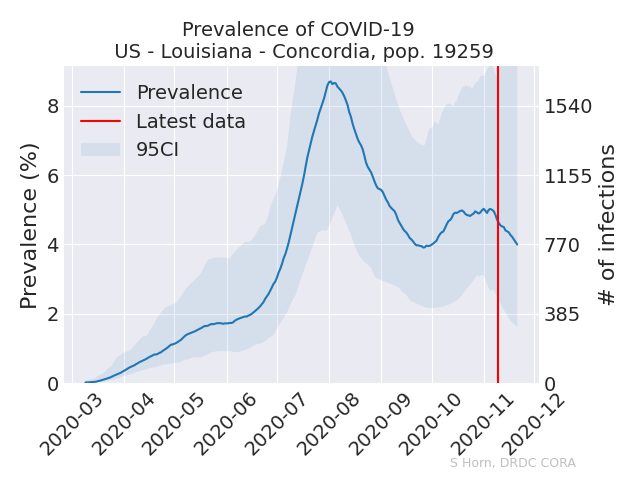 Prevalence of COVID-19
US - Louisiana - Concordia, pop. 19259
Prevalence
Latest data
95CI
Prevalence (%)
8
6
4
2
0
# of infections
1540
1155
770
385
0
2020-03
2020-04
2020-05
2020-06
2020-07
2020-08
2020-09
2020-10
2020-11
2020-12
S Horn, DRDC CORA